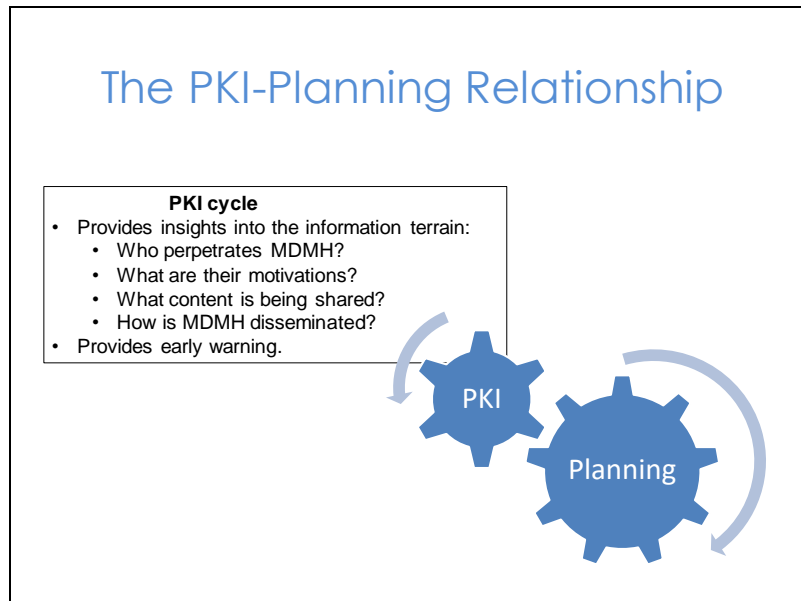 The PKI-Planning Relationship
PKI cycle
• Provides insights into the information terrain:
• Who perpetrates MDMH?
• What are their motivations?
• What content is being shared?
• How is MDMH disseminated?
• Provides early warning.
PKI
Planning